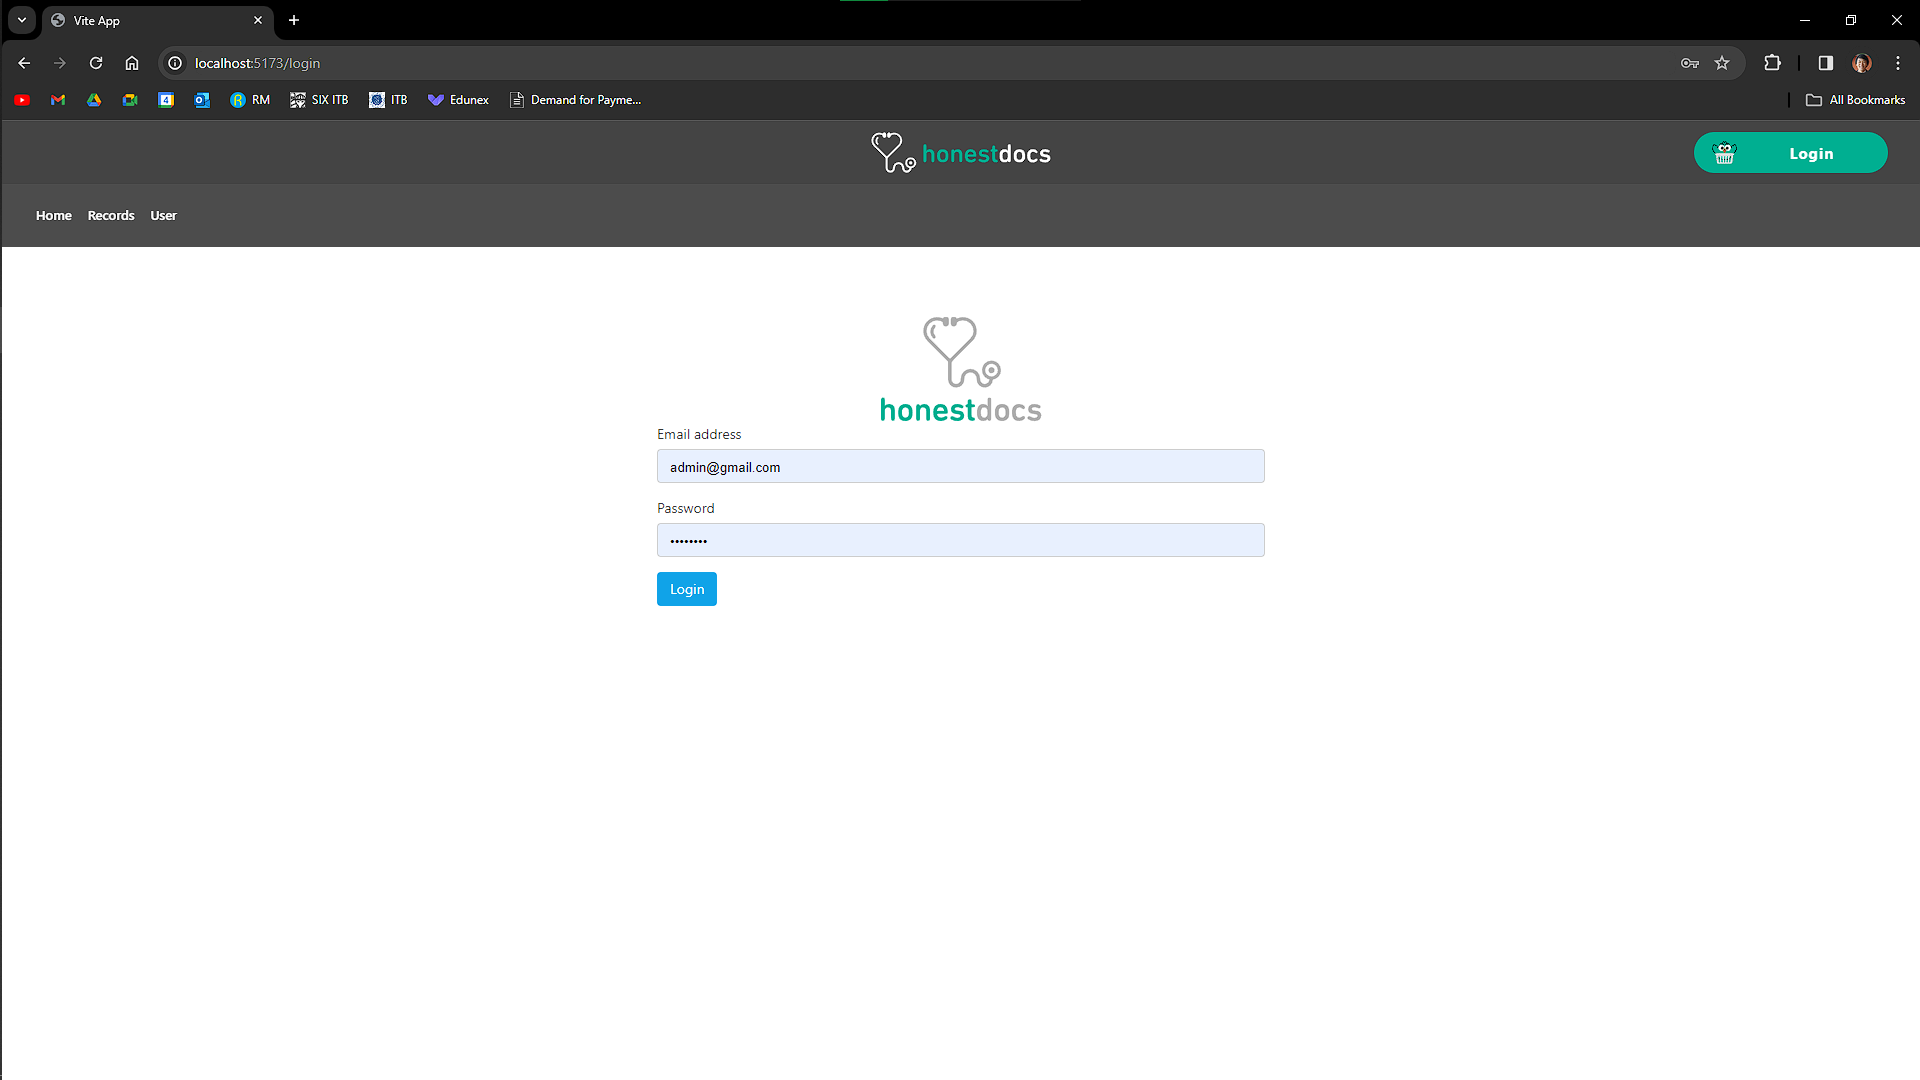 Vite App
localhost:5173/login
4
RM
SIX ITB
ITB
Edunex
Demand for Payme...
All Bookmarks
honestdocs
Login
Home
Records
User
honestdocs
Email address
admin@gmail.com
Password
••••••••
Login